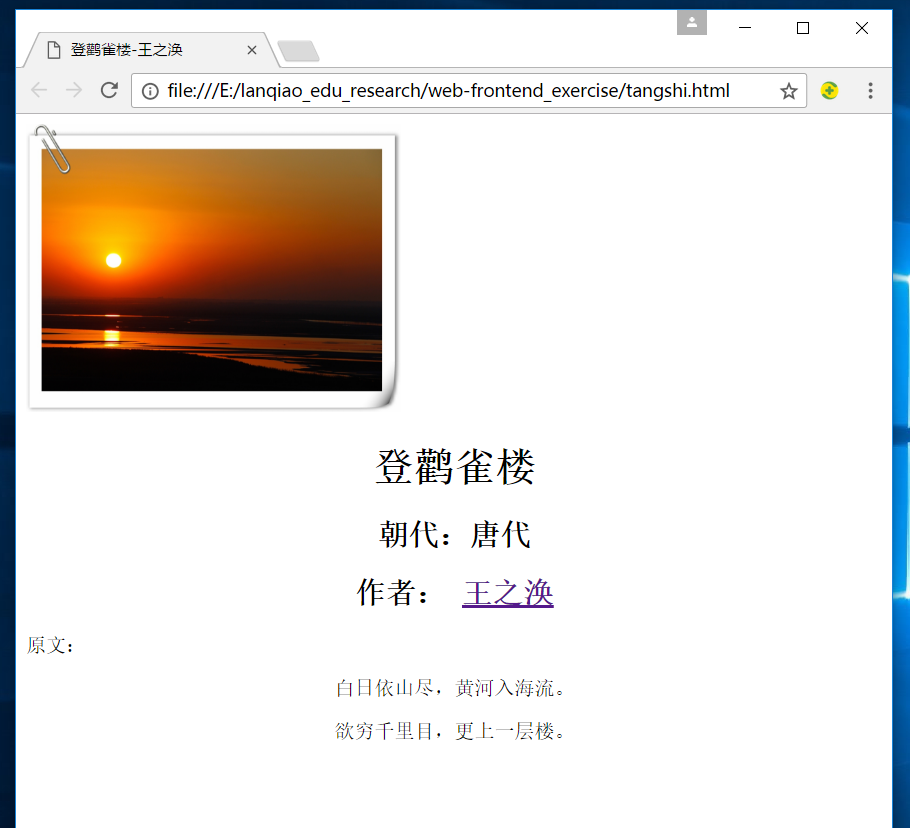 登鹳雀楼-王之涣
file:///E:/lanqiao_edu_research/web-frontend_exercise/tangshi.html
登鹳雀楼
朝代：唐代
作者： 王之涣
原文：
白日依山尽，黄河入海流。
欲穷千里目，更上一层楼。